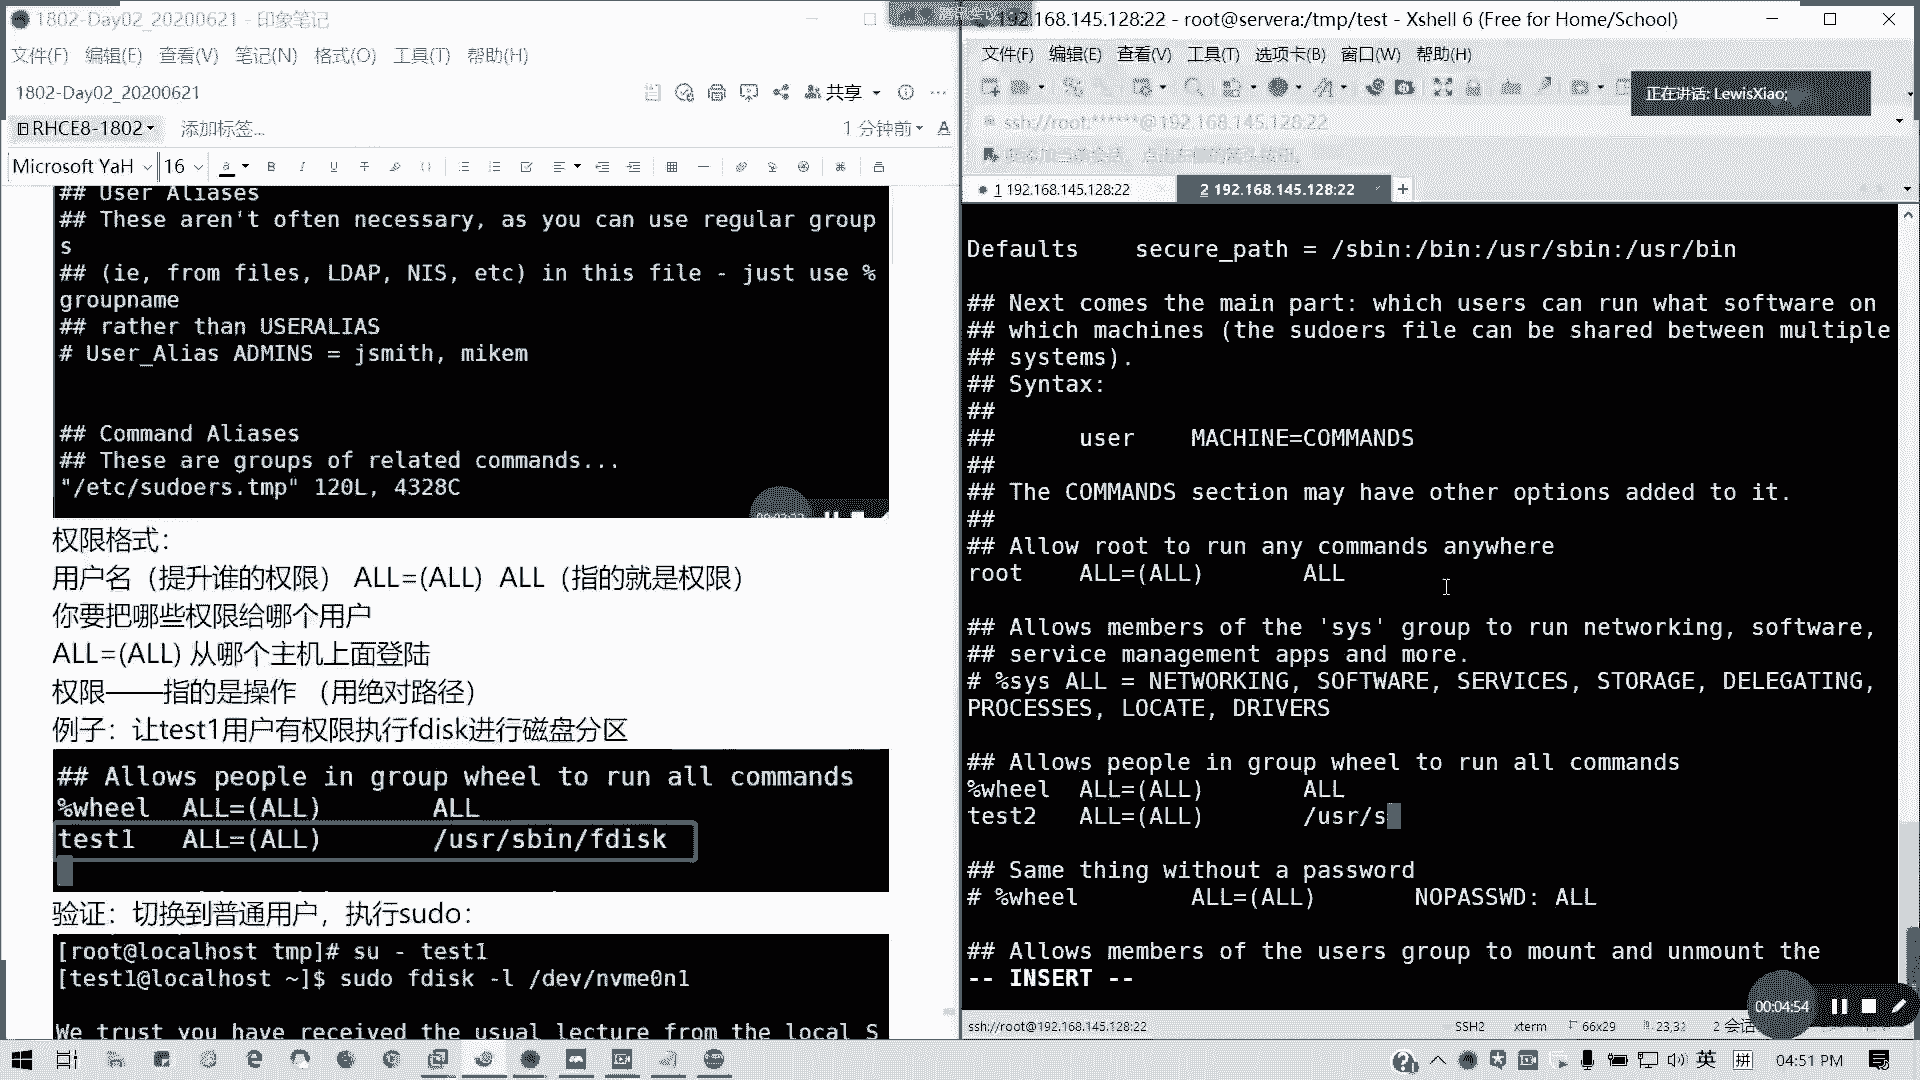 1802-Day02_20200621 - 印象笔记
文件(F) 编辑(E) 查看(V) 笔记(N) 格式(O) 工具(T) 帮助(H)
1802-Day02_20200621
共享
RHCE8-1802
添加标签...
1 分钟前
Microsoft YaH 16
## User Aliases
## These aren't often necessary, as you can use regular group
s
## (ie, from files, LDAP, NIS, etc) in this file - just use %
groupname
## rather than USERALIAS
# User_Alias ADMINS = jsmith, mikem
## Command Aliases
## These are groups of related commands...
"/etc/sudoers.tmp" 120L, 4328C
权限格式：
用户名（提升谁的权限） ALL=(ALL) ALL（指的就是权限）
你要把哪些权限给哪个用户
ALL=(ALL) 从哪个主机上面登陆
权限——指的是操作 （用绝对路径）
例子：让test1用户有权限执行fdisk进行磁盘分区
## Allows people in group wheel to run all commands
%wheel ALL=(ALL) ALL
test1 ALL=(ALL) /usr/sbin/fdisk
验证：切换到普通用户，执行sudo：
[root@localhost tmp]# su - test1
[test1@localhost ~]$ sudo fdisk -l /dev/nvme0n1
We trust you have received the usual lecture from the local S
192.168.145.128:22 - root@servera:/tmp/test - Xshell 6 (Free for Home/School)
文件(F) 编辑(E) 查看(V) 工具(T) 选项卡(B) 窗口(W) 帮助(H)
正在讲话: LewisXiao;
ssh://root:******@192.168.145.128:22
1 192.168.145.128:22
2 192.168.145.128:22
Defaults secure_path = /sbin:/bin:/usr/sbin:/usr/bin
## Next comes the main part: which users can run what software on
## which machines (the sudoers file can be shared between multiple
## systems).
## Syntax:
##
## user MACHINE=COMMANDS
##
## The COMMANDS section may have other options added to it.
##
## Allow root to run any commands anywhere
root ALL=(ALL) ALL
## Allows members of the 'sys' group to run networking, software,
## service management apps and more.
# %sys ALL = NETWORKING, SOFTWARE, SERVICES, STORAGE, DELEGATING,
PROCESSES, LOCATE, DRIVERS
## Allows people in group wheel to run all commands
%wheel ALL=(ALL) ALL
test2 ALL=(ALL) /usr/s
## Same thing without a password
# %wheel ALL=(ALL) NOPASSWD: ALL
## Allows members of the users group to mount and unmount the
-- INSERT --
00:04:54
ssh://root@192.168.145.128:22
SSH2
xterm
66x29
23,32
2 会话
英
拼
04:51 PM